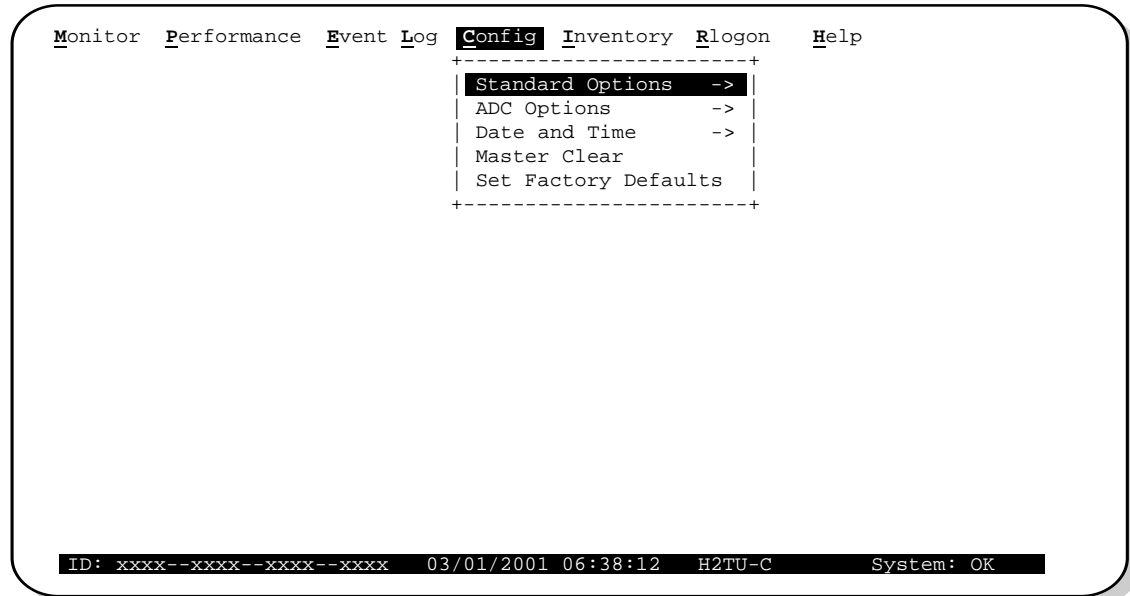 Monitor Performance Event Log Config Inventory Rlogon Help
+-----------------------+
| Standard Options -> |
| ADC Options -> |
| Date and Time -> |
| Master Clear |
| Set Factory Defaults |
+-----------------------+
ID: xxxx--xxxx--xxxx--xxxx 03/01/2001 06:38:12 H2TU-C System: OK